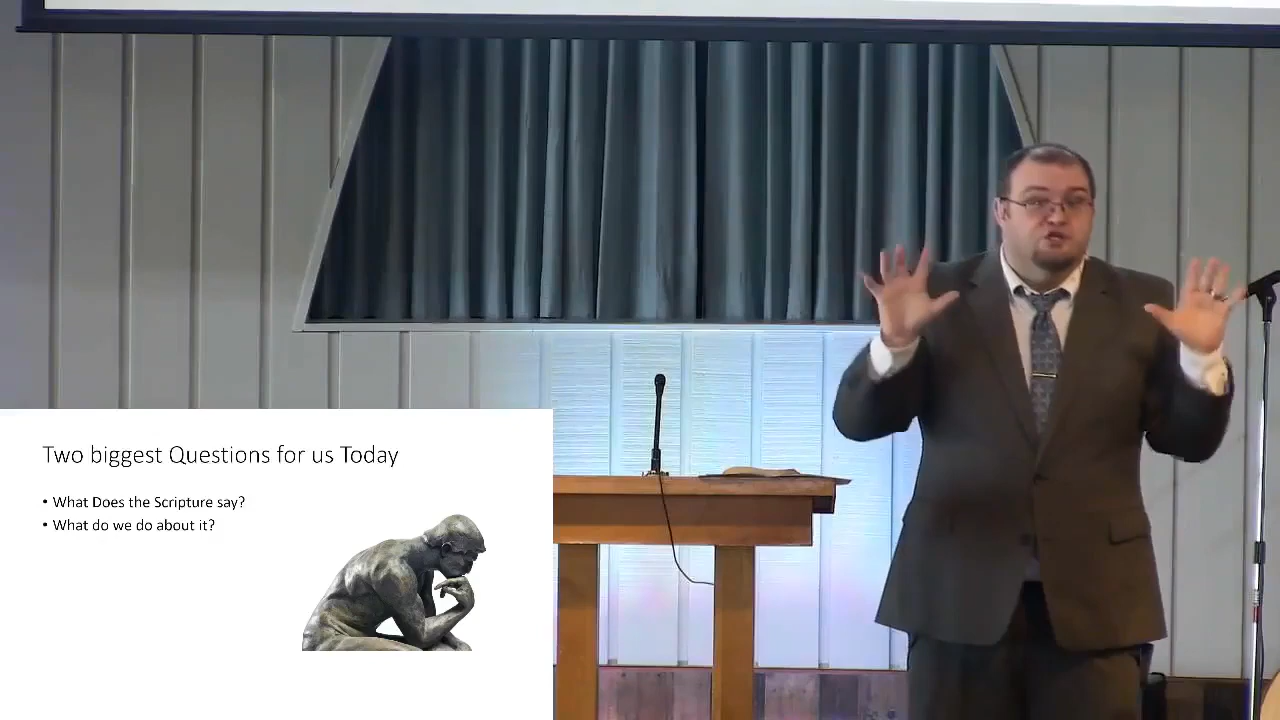 Two biggest Questions for us Today
• What Does the Scripture say?
• What do we do about it?